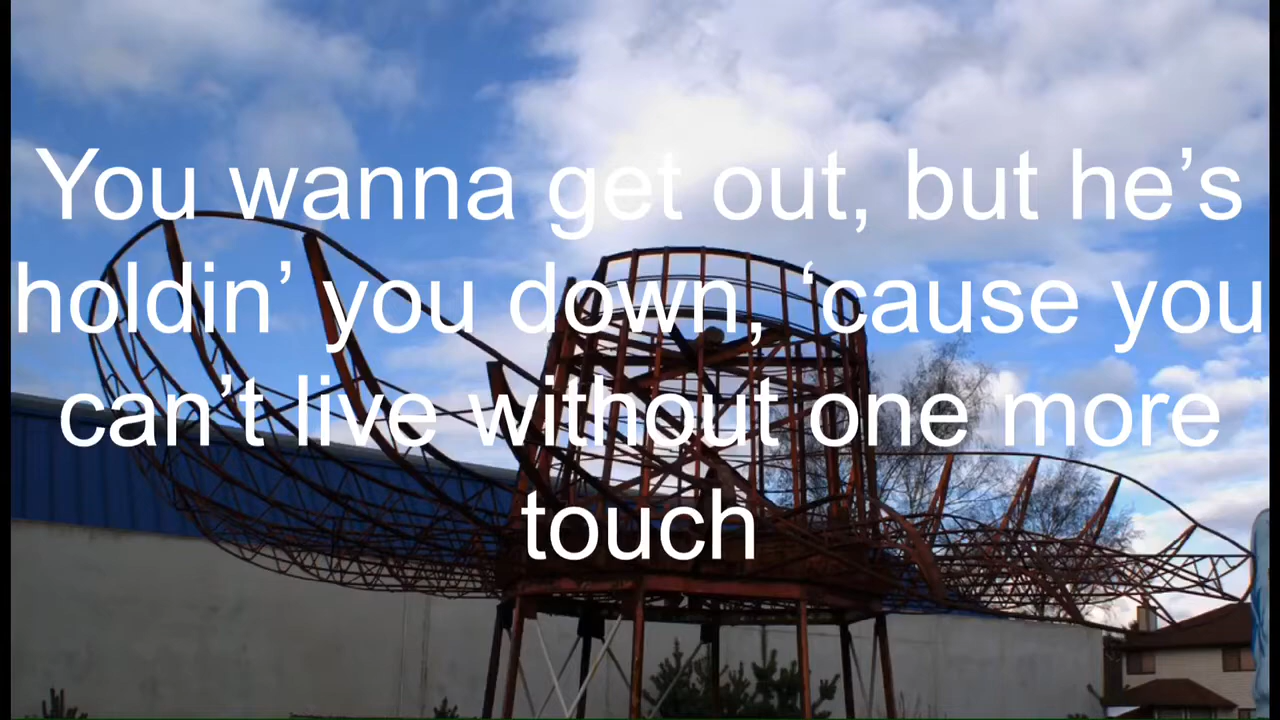 You wanna get out, but he’s
holdin’ you down, ‘cause you
can’t live without one more
touch